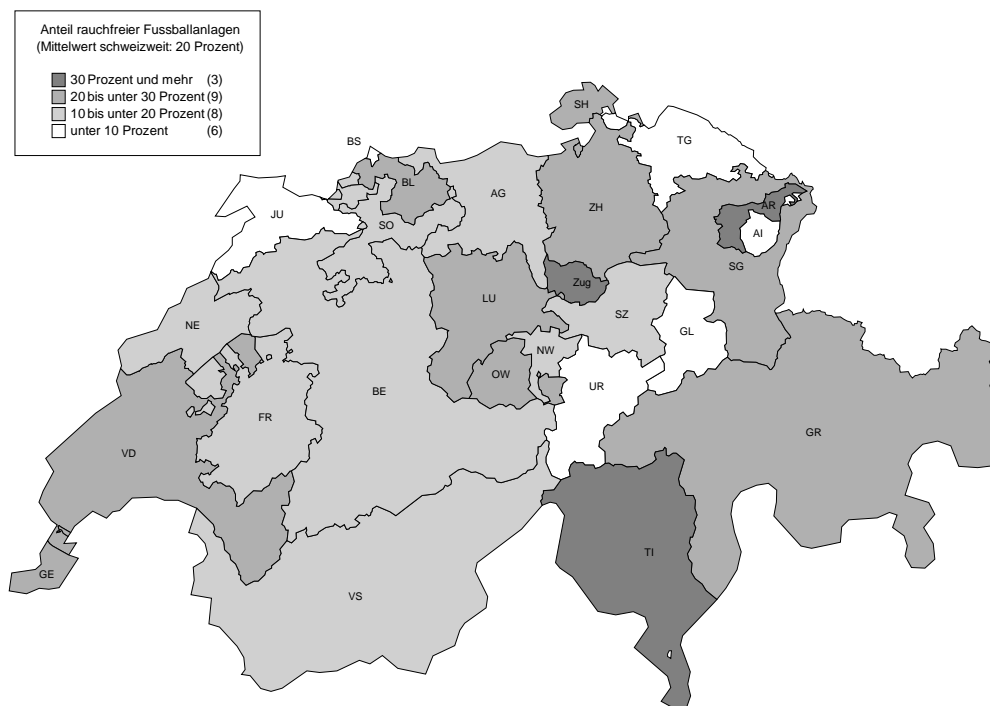 Anteil rauchfreier Fussballanlagen
(Mittelwert schweizweit: 20 Prozent)
30 Prozent und mehr (3)
20 bis unter 30 Prozent (9)
10 bis unter 20 Prozent (8)
unter 10 Prozent (6)
SH
BS
TG
BL
AG
ZH
JU
SO
AR
AI
SG
Zug
LU
SZ
NE
GL
NW
OW
UR
BE
FR
GR
VD
TI
GE
VS